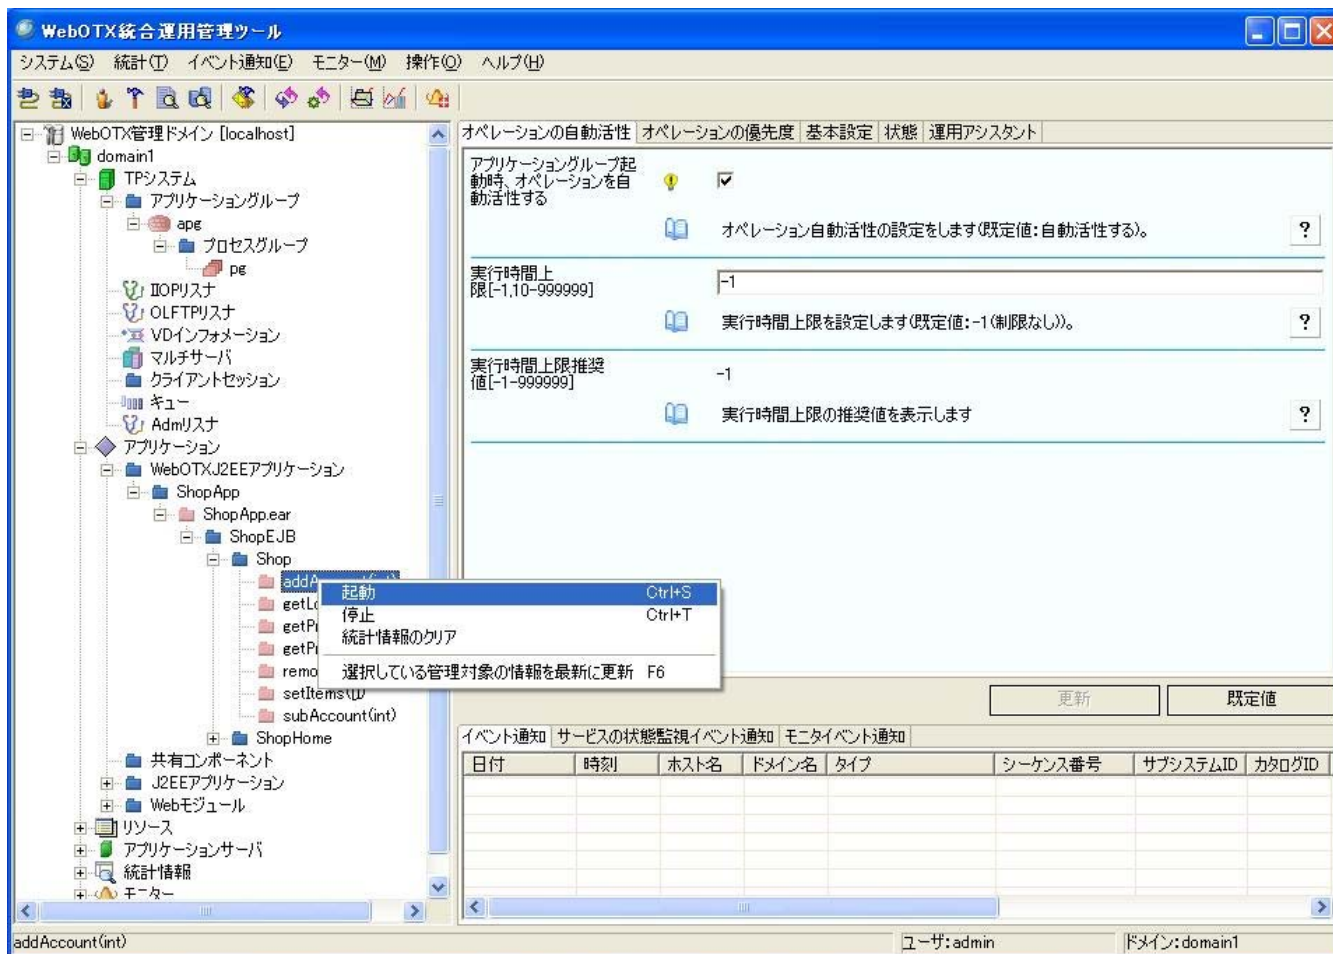 WebOTX統合運用管理ツール
システム(S) 統計(T) イベント通知(E) モニター(M) 操作(O) ヘルプ(H)
WebOTX管理ドメイン [localhost]
domain1
TPシステム
アプリケーショングループ
apg
プロセスグループ
pg
IIOPリスナ
OLFTPリスナ
VDインフォメーション
マルチサーバ
クライアントセッション
キュー
Admリスナ
アプリケーション
WebOTXJ2EEアプリケーション
ShopApp
ShopApp.ear
ShopEJB
Shop
addA
getLo
getPr
getPr
remo
setItems
subAccount(int)
ShopHome
共有コンポーネント
J2EEアプリケーション
Webモジュール
リソース
アプリケーションサーバ
統計情報
モニター
起動 Ctrl+S
停止 Ctrl+T
統計情報のクリア
選択している管理対象の情報を最新に更新 F6
オペレーションの自動活性 オペレーションの優先度 基本設定 状態 運用アシスタント
アプリケーショングループ起
動時、オペレーションを自
動活性する
オペレーション自動活性の設定をします(既定値:自動活性する)。 ?
実行時間上
限[-1,10-999999]
-1
実行時間上限を設定します(既定値:-1(制限なし))。 ?
実行時間上限推奨
値[-1-999999]
-1
実行時間上限の推奨値を表示します ?
更新 既定値
イベント通知 サービスの状態監視イベント通知 モニタイベント通知
日付 時刻 ホスト名 ドメイン名 タイプ シーケンス番号 サブシステムID カタログID
addAccount(int) ユーザ:admin ドメイン:domain1